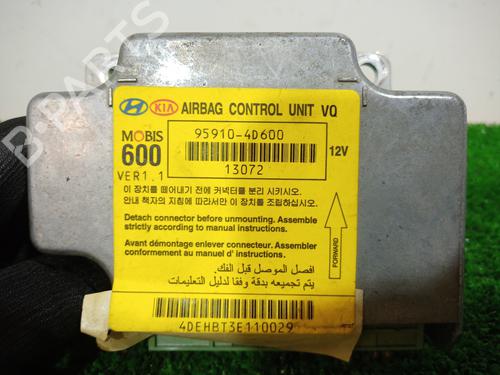 HYUNDAI KIA AIRBAG CONTROL UNIT VQ
MOBIS
600
VER1.1
95910-4D600
13072
12V
이 장치를 떼어내기 전에 커넥터를 분리 시키시오.
안내 책자의 지침에 따라서만 이 장치를 조립하십시오.
Detach connector before unmounting. Assemble
strictly according to manual instructions.
Avant démontage enlever connecteur. Assembler
conformement au manuel d' instructions.
افصل الموصل قبل الفك.
يتم تجميعه بدقة وفقا لدليل التعليمات
FORWARD
4DEHBT3E110029
B-PARTS